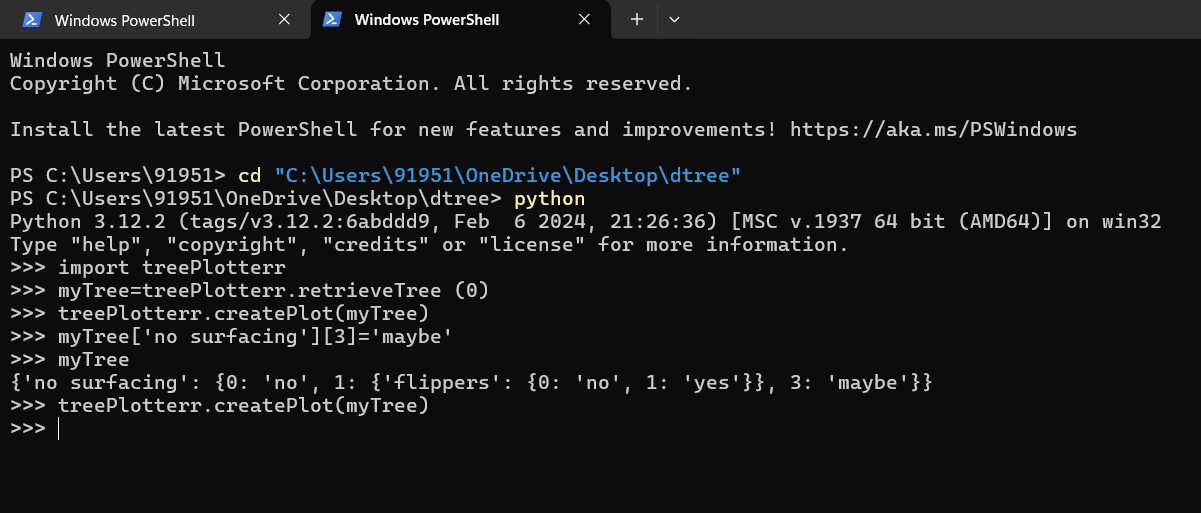 Windows PowerShell
Windows PowerShell
Windows PowerShell
Copyright (C) Microsoft Corporation. All rights reserved.
Install the latest PowerShell for new features and improvements! https://aka.ms/PSWindows
PS C:\Users\91951> cd "C:\Users\91951\OneDrive\Desktop\dtree"
PS C:\Users\91951\OneDrive\Desktop\dtree> python
Python 3.12.2 (tags/v3.12.2:6abddd9, Feb  6 2024, 21:26:36) [MSC v.1937 64 bit (AMD64)] on win32
Type "help", "copyright", "credits" or "license" for more information.
>>> import treePlotterr
>>> myTree=treePlotterr.retrieveTree (0)
>>> treePlotterr.createPlot(myTree)
>>> myTree['no surfacing'][3]='maybe'
>>> myTree
{'no surfacing': {0: 'no', 1: {'flippers': {0: 'no', 1: 'yes'}}, 3: 'maybe'}}
>>> treePlotterr.createPlot(myTree)
>>>